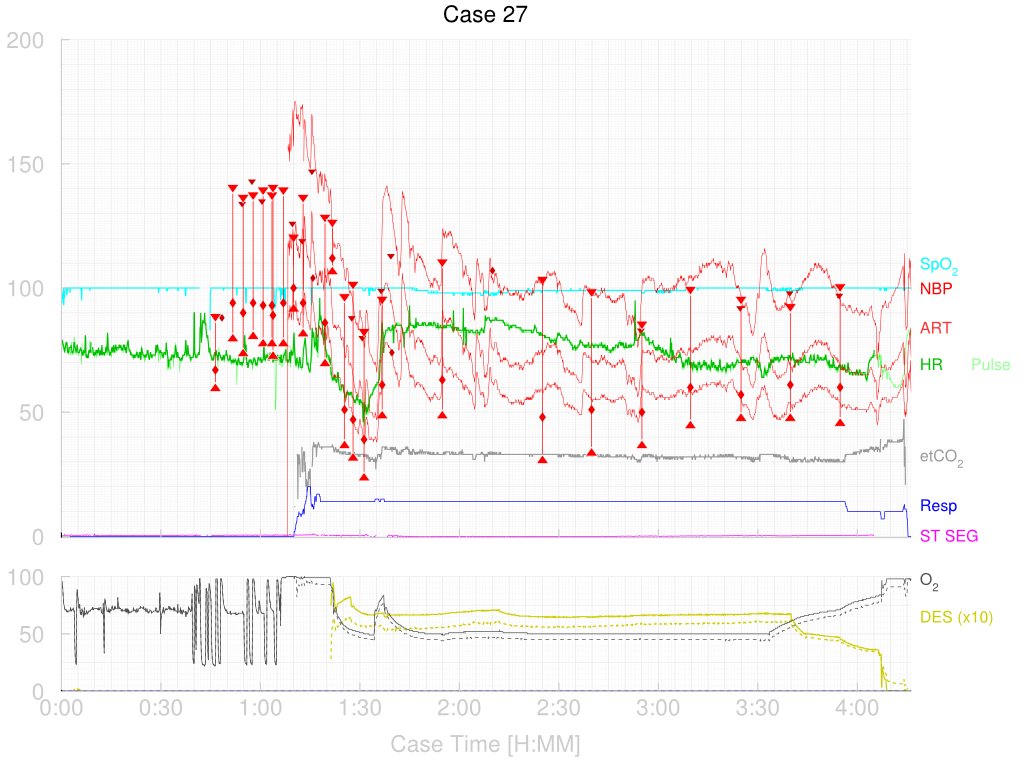 Case 27
200
150
100
50
0
SpO2
NBP
ART
HR Pulse
etCO2
Resp
ST SEG
100
50
0
O2
DES (x10)
0:00 0:30 1:00 1:30 2:00 2:30 3:00 3:30 4:00
Case Time [H:MM]